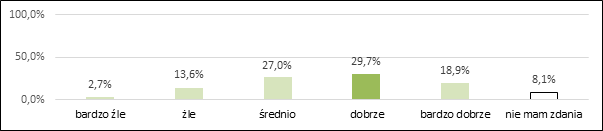 100,0%
50,0%
0,0%
2,7%
13,6%
27,0%
29,7%
18,9%
8,1%
bardzo źle
źle
średnio
dobrze
bardzo dobrze
nie mam zdania